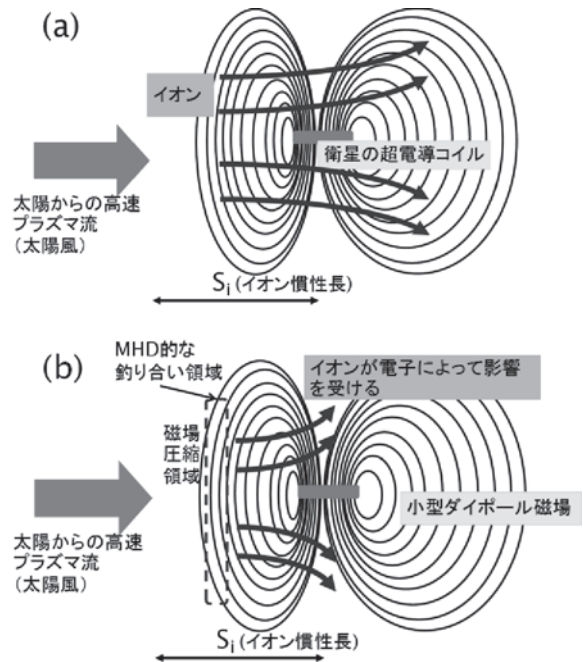 (a)
イオン
衛星の超電導コイル
太陽からの高速
プラズマ流
(太陽風)
Si (イオン慣性長)
(b)
MHD的な
釣り合い領域
イオンが電子によって影響
を受ける
磁場
圧縮
領域
小型ダイポール磁場
太陽からの高速
プラズマ流
(太陽風)
Si (イオン慣性長)